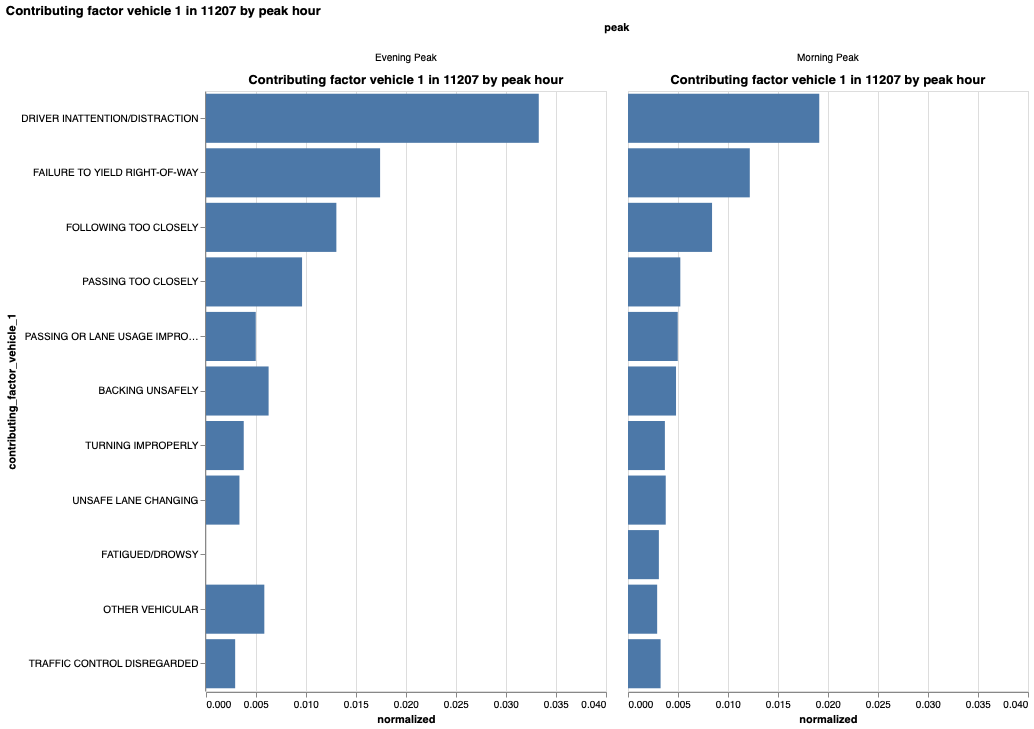 Contributing factor vehicle 1 in 11207 by peak hour
peak
Evening Peak
Morning Peak
Contributing factor vehicle 1 in 11207 by peak hour
Contributing factor vehicle 1 in 11207 by peak hour
contributing_factor_vehicle_1
DRIVER INATTENTION/DISTRACTION
FAILURE TO YIELD RIGHT-OF-WAY
FOLLOWING TOO CLOSELY
PASSING TOO CLOSELY
PASSING OR LANE USAGE IMPRO…
BACKING UNSAFELY
TURNING IMPROPERLY
UNSAFE LANE CHANGING
FATIGUED/DROWSY
OTHER VEHICULAR
TRAFFIC CONTROL DISREGARDED
0.000 0.005 0.010 0.015 0.020 0.025 0.030 0.035 0.040
0.000 0.005 0.010 0.015 0.020 0.025 0.030 0.035 0.040
normalized
normalized